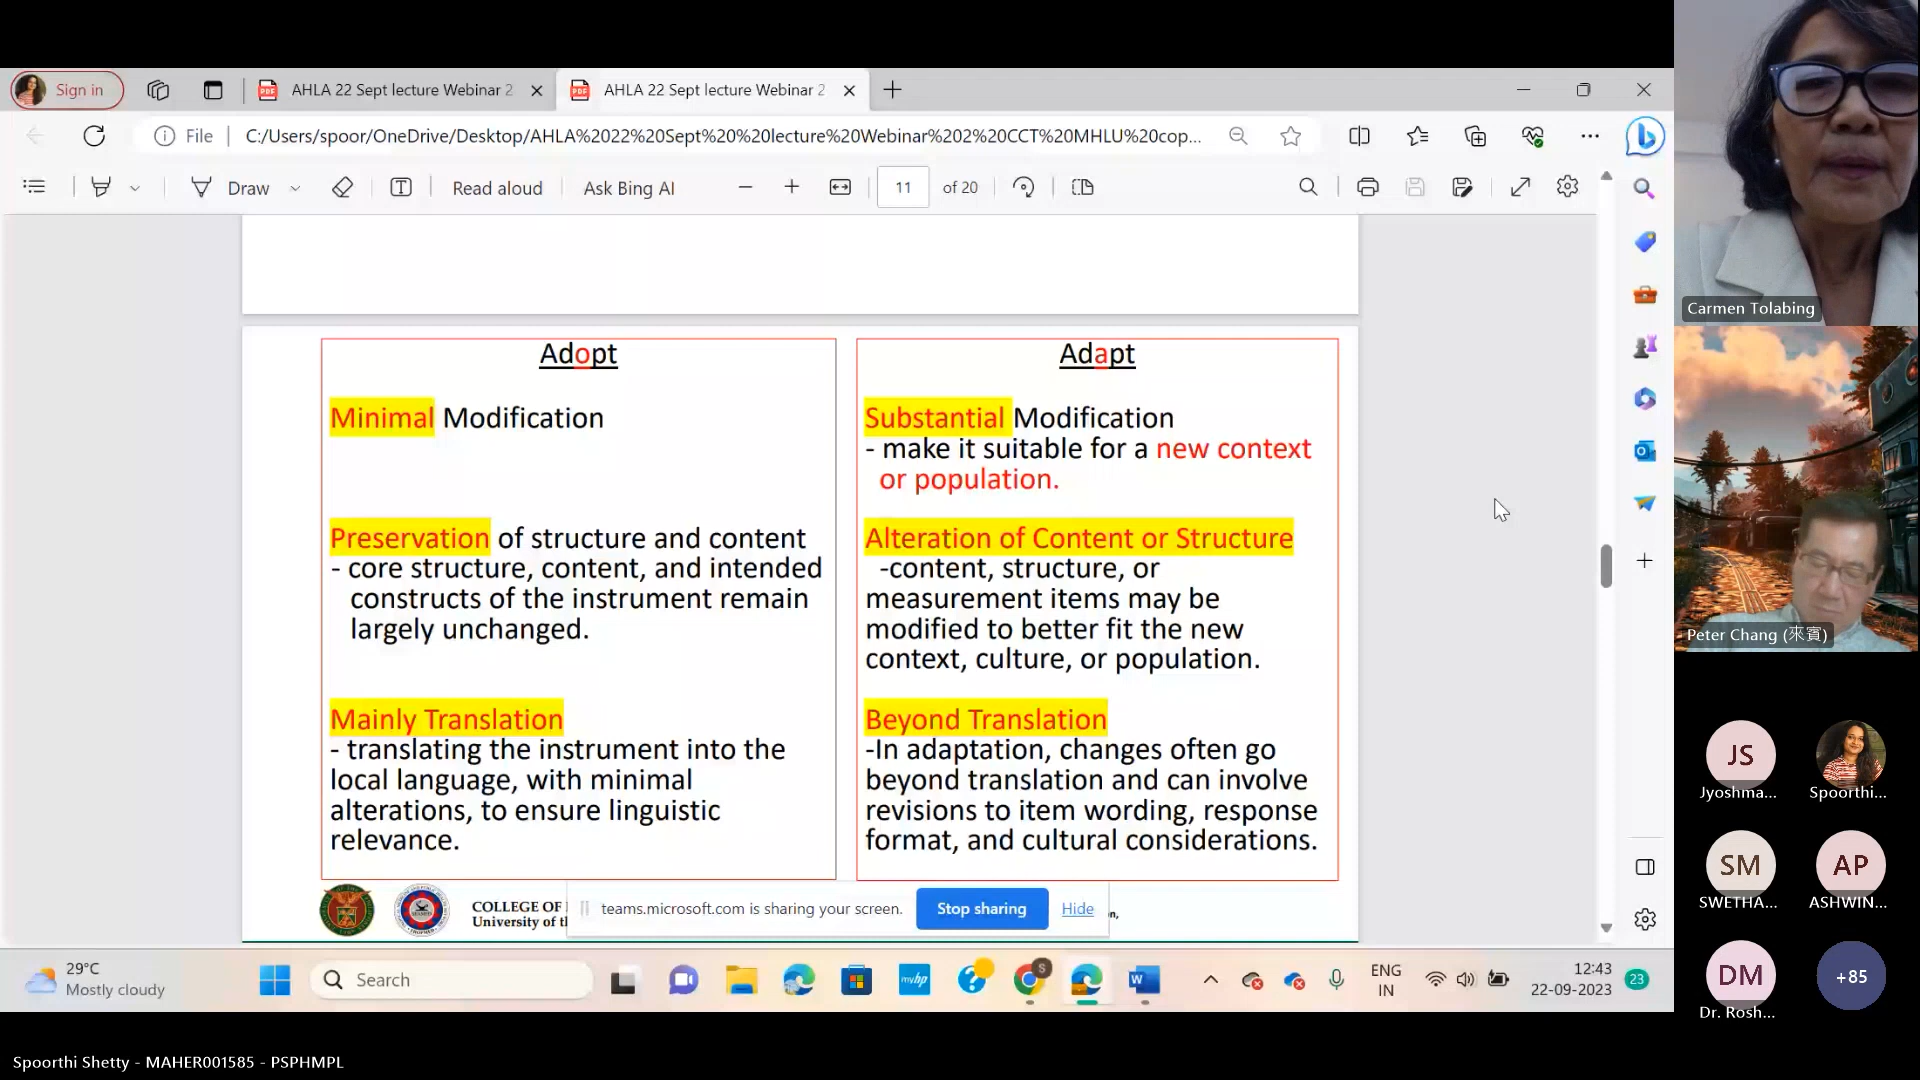 Sign in
AHLA 22 Sept lecture Webinar 2
AHLA 22 Sept lecture Webinar 2
File
C:/Users/spoor/OneDrive/Desktop/AHLA%2022%20Sept%20%20lecture%20Webinar%202%20CCT%20MHLU%20cop...
Draw
Read aloud
Ask Bing AI
11
of 20
Adopt
Minimal Modification
Preservation of structure and content
- core structure, content, and intended
constructs of the instrument remain
largely unchanged.
Mainly Translation
- translating the instrument into the
local language, with minimal
alterations, to ensure linguistic
relevance.
Adapt
Substantial Modification
- make it suitable for a new context
or population.
Alteration of Content or Structure
-content, structure, or
measurement items may be
modified to better fit the new
context, culture, or population.
Beyond Translation
-In adaptation, changes often go
beyond translation and can involve
revisions to item wording, response
format, and cultural considerations.
COLLEGE OF
University of th
teams.microsoft.com is sharing your screen.
Stop sharing
Hide
29°C
Mostly cloudy
Search
myhp
S
W
ENG
IN
12:43
22-09-2023
23
Carmen Tolabing
Peter Chang (來賓)
JS
Jyoshma...
Spoorthi...
SM
SWETHA...
AP
ASHWIN...
DM
Dr. Rosh...
+85
Spoorthi Shetty - MAHER001585 - PSPHMPL